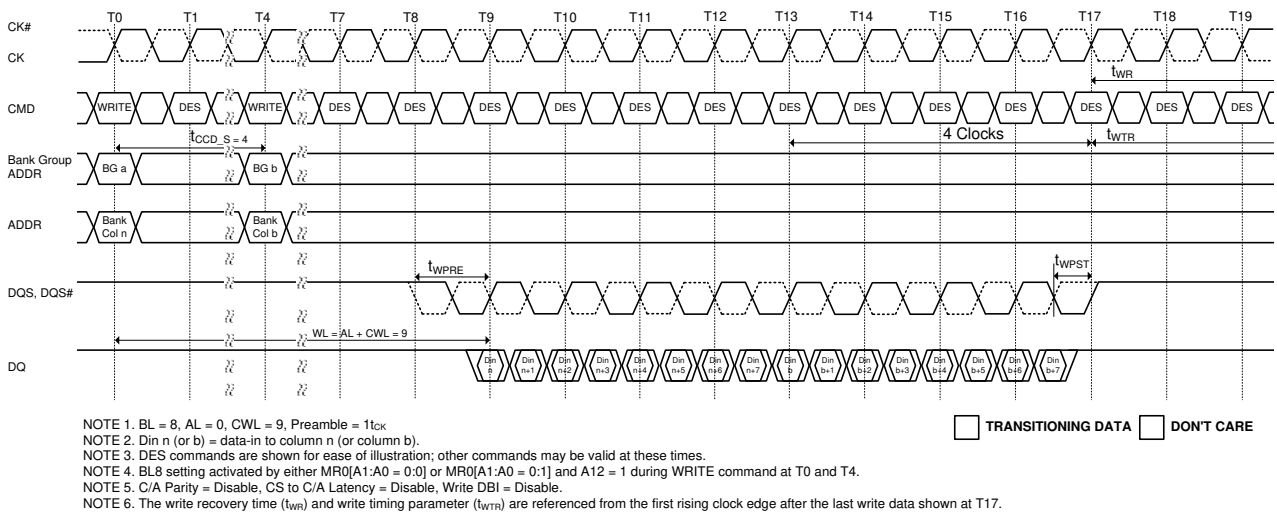 T0 T1 T4 T7 T8 T9 T10 T11 T12 T13 T14 T15 T16 T17 T18 T19
CK#
CK
tWR
CMD WRITE DES WRITE DES DES DES DES DES DES DES DES DES DES DES DES DES
tCCD_S = 4
4 Clocks
tWTR
Bank Group
ADDR
BG a BG b
ADDR
Bank
Col n
Bank
Col b
tWPRE
tWPST
DQS, DQS#
WL = AL + CWL = 9
DQ
Din
n
Din
n+1
Din
n+2
Din
n+3
Din
n+4
Din
n+5
Din
n+6
Din
n+7
Din
b
Din
b+1
Din
b+2
Din
b+3
Din
b+4
Din
b+5
Din
b+6
Din
b+7
NOTE 1. BL = 8, AL = 0, CWL = 9, Preamble = 1tCK
NOTE 2. Din n (or b) = data-in to column n (or column b).
NOTE 3. DES commands are shown for ease of illustration; other commands may be valid at these times.
NOTE 4. BL8 setting activated by either MR0[A1:A0 = 0:0] or MR0[A1:A0 = 0:1] and A12 = 1 during WRITE command at T0 and T4.
NOTE 5. C/A Parity = Disable, CS to C/A Latency = Disable, Write DBI = Disable.
NOTE 6. The write recovery time (tWR) and write timing parameter (tWTR) are referenced from the first rising clock edge after the last write data shown at T17.
TRANSITIONING DATA DON'T CARE